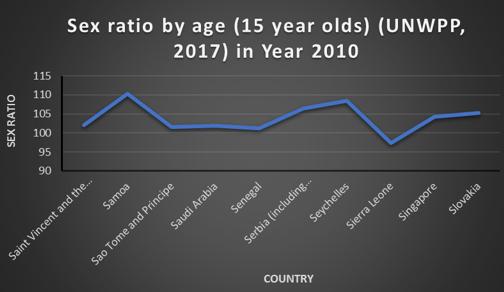 Sex ratio by age (15 year olds) (UNWPP,
2017) in Year 2010
115
110
105
100
95
90
SEX RATIO
Saint Vincent and the...
Samoa
Sao Tome and Principe
Saudi Arabia
Senegal
Serbia (including...
Seychelles
Sierra Leone
Singapore
Slovakia
COUNTRY